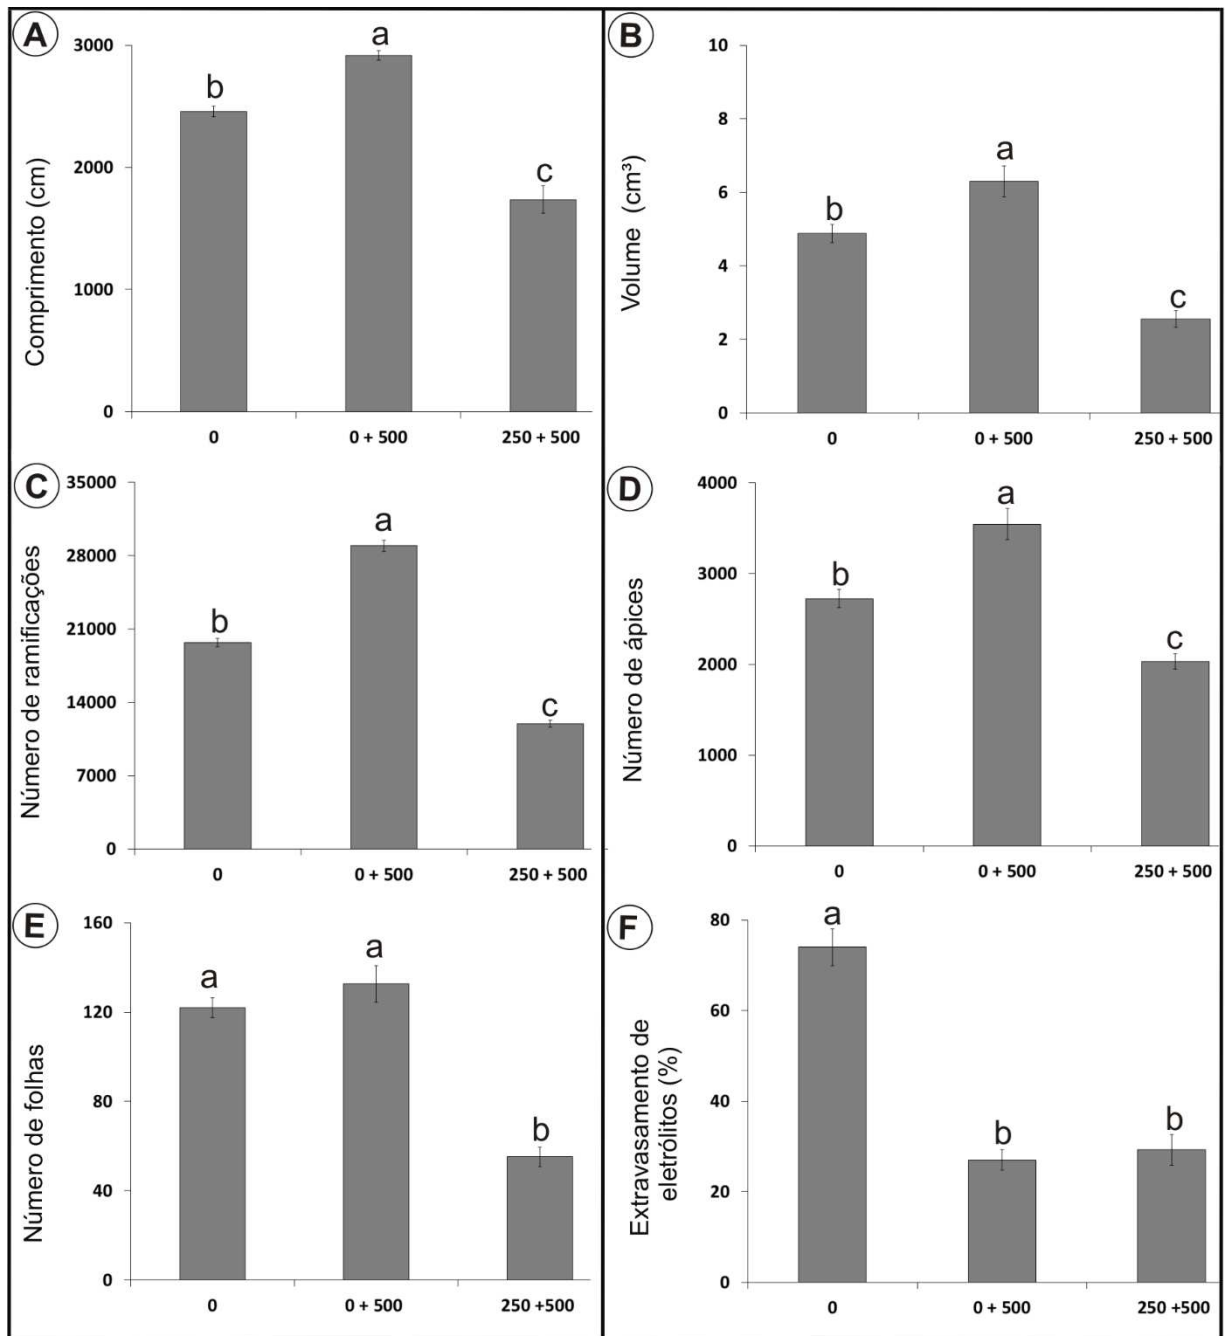 A
Comprimento (cm)
3000
2000
1000
0
b
a
c
0
0 + 500
250 + 500
B
Volume (cm³)
10
8
6
4
2
0
b
a
c
0
0 + 500
250 + 500
C
Número de ramificações
35000
28000
21000
14000
7000
0
b
a
c
0
0 + 500
250 + 500
D
Número de ápices
4000
3000
2000
1000
0
b
a
c
0
0 + 500
250 + 500
E
Número de folhas
160
120
80
40
0
a
a
b
0
0 + 500
250 +500
F
Extravasamento de
eletrólitos (%)
80
60
40
20
0
a
b
b
0
0 + 500
250 +500